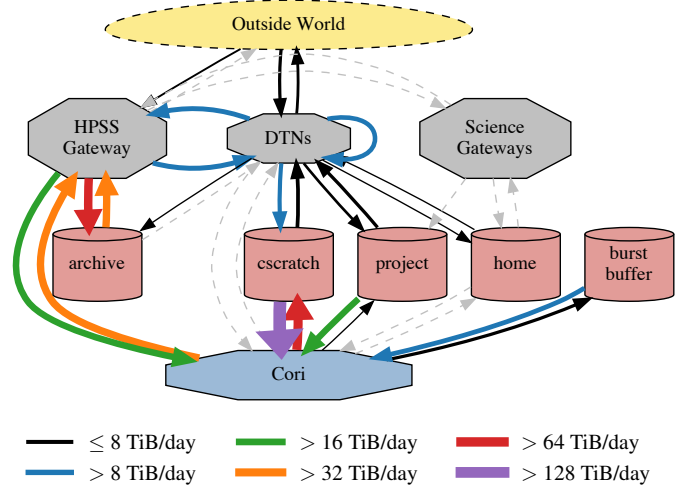 Outside World
HPSS
Gateway
DTNs
Science
Gateways
archive
cscratch
project
home
burst
buffer
Cori
≤ 8 TiB/day
> 16 TiB/day
> 64 TiB/day
> 8 TiB/day
> 32 TiB/day
> 128 TiB/day